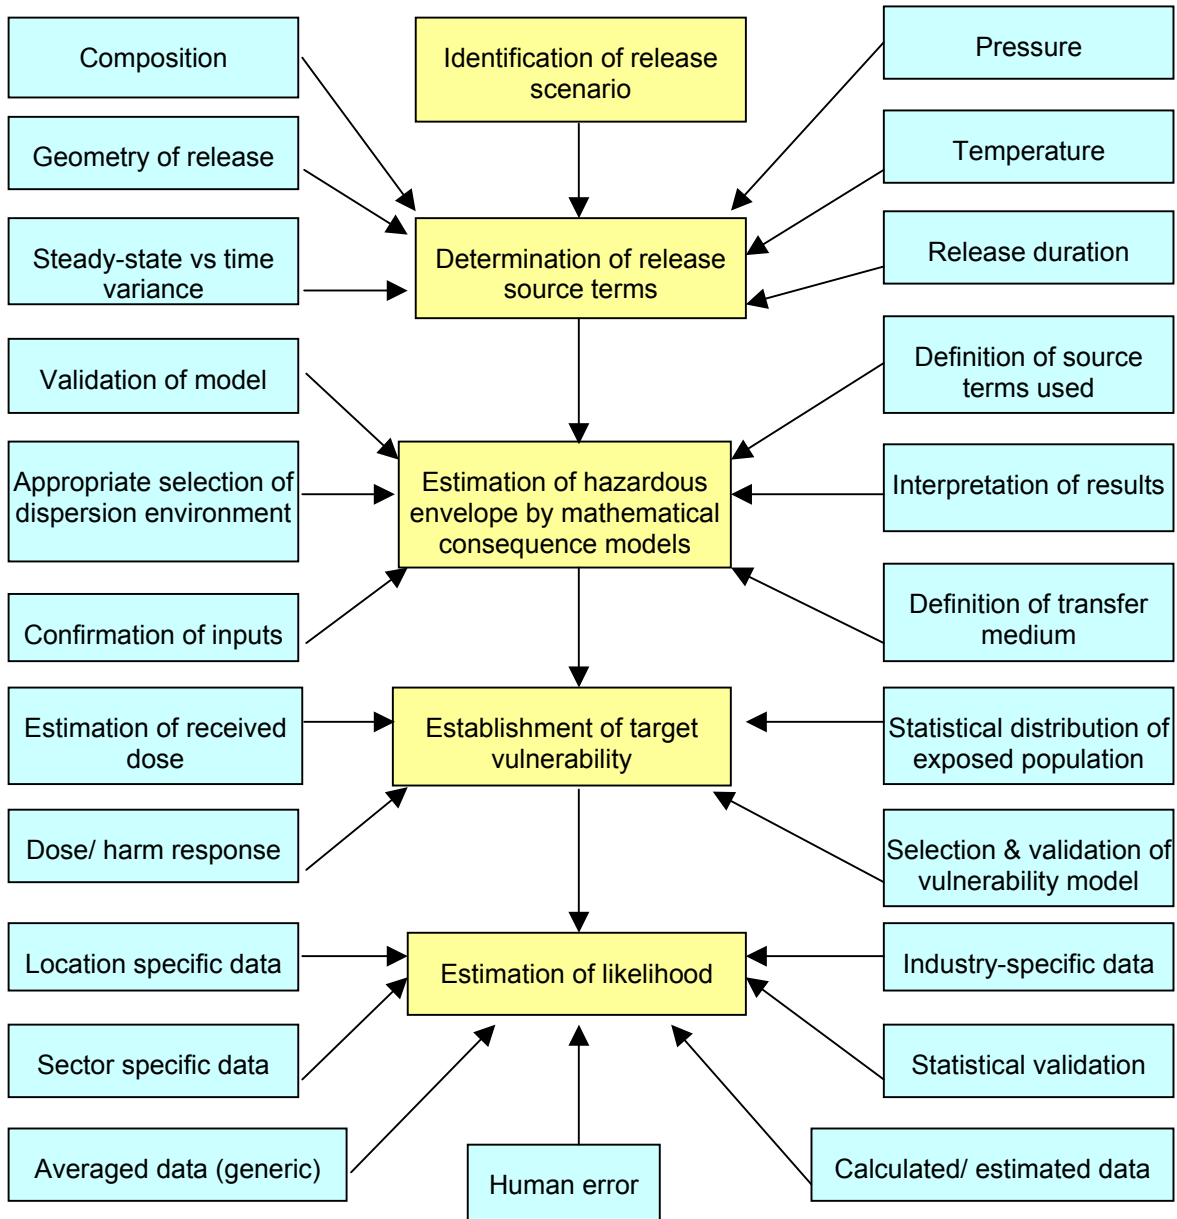 Composition
Identification of release
scenario
Pressure
Geometry of release
Temperature
Steady-state vs time
variance
Determination of release
source terms
Release duration
Validation of model
Definition of source
terms used
Appropriate selection of
dispersion environment
Estimation of hazardous
envelope by mathematical
consequence models
Interpretation of results
Confirmation of inputs
Definition of transfer
medium
Estimation of received
dose
Establishment of target
vulnerability
Statistical distribution of
exposed population
Dose/ harm response
Selection & validation of
vulnerability model
Location specific data
Estimation of likelihood
Industry-specific data
Sector specific data
Statistical validation
Averaged data (generic)
Human error
Calculated/ estimated data